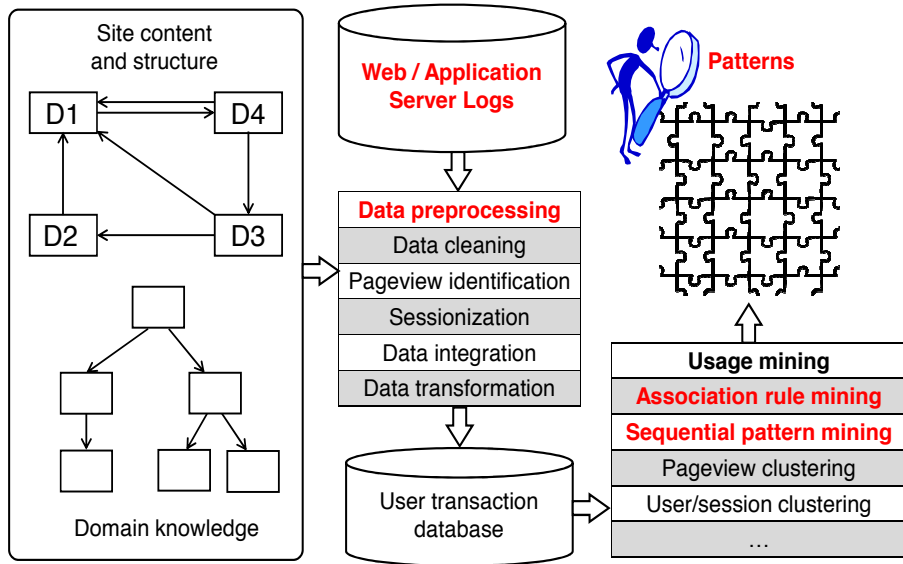 Site content
and structure
D1
D4
D2
D3
Domain knowledge
Web / Application
Server Logs
Data preprocessing
Data cleaning
Pageview identification
Sessionization
Data integration
Data transformation
User transaction
database
Patterns
Usage mining
Association rule mining
Sequential pattern mining
Pageview clustering
User/session clustering
…